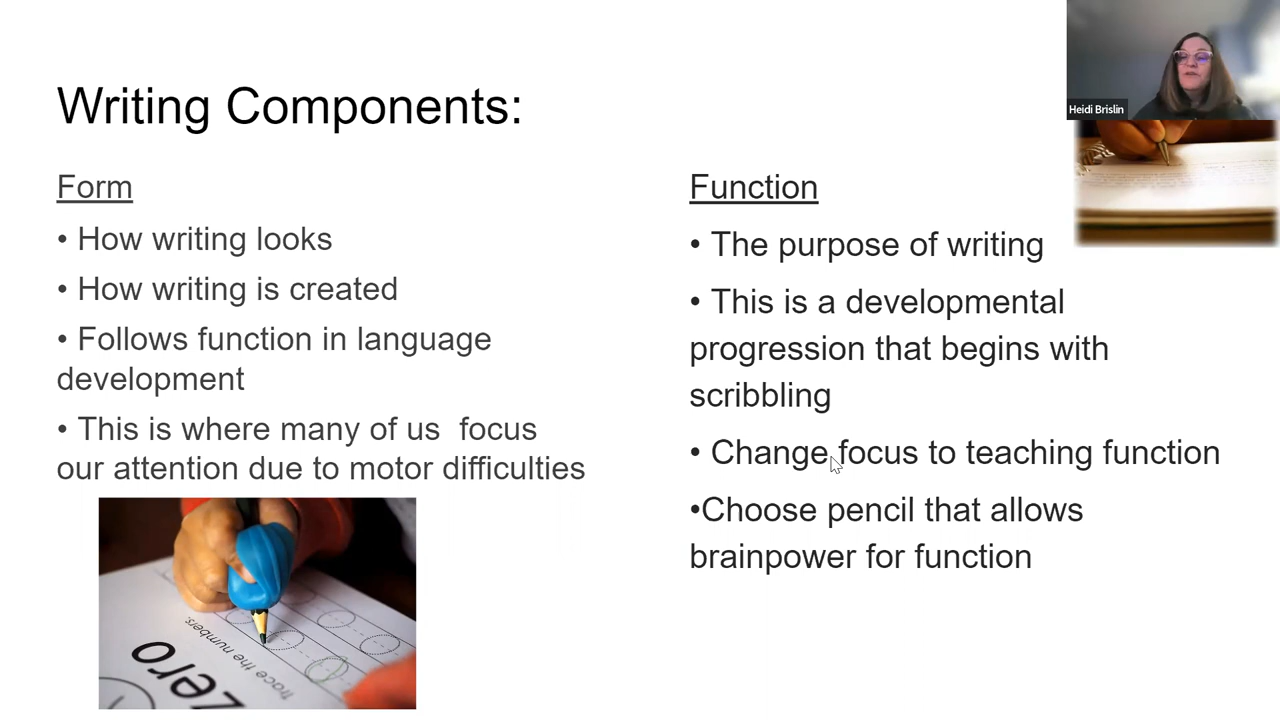 Writing Components:
Form
• How writing looks
• How writing is created
• Follows function in language
development
• This is where many of us  focus
our attention due to motor difficulties
Trace the numbers.
zero
Function
• The purpose of writing
• This is a developmental
progression that begins with
scribbling
• Change focus to teaching function
•Choose pencil that allows
brainpower for function
Heidi Brislin